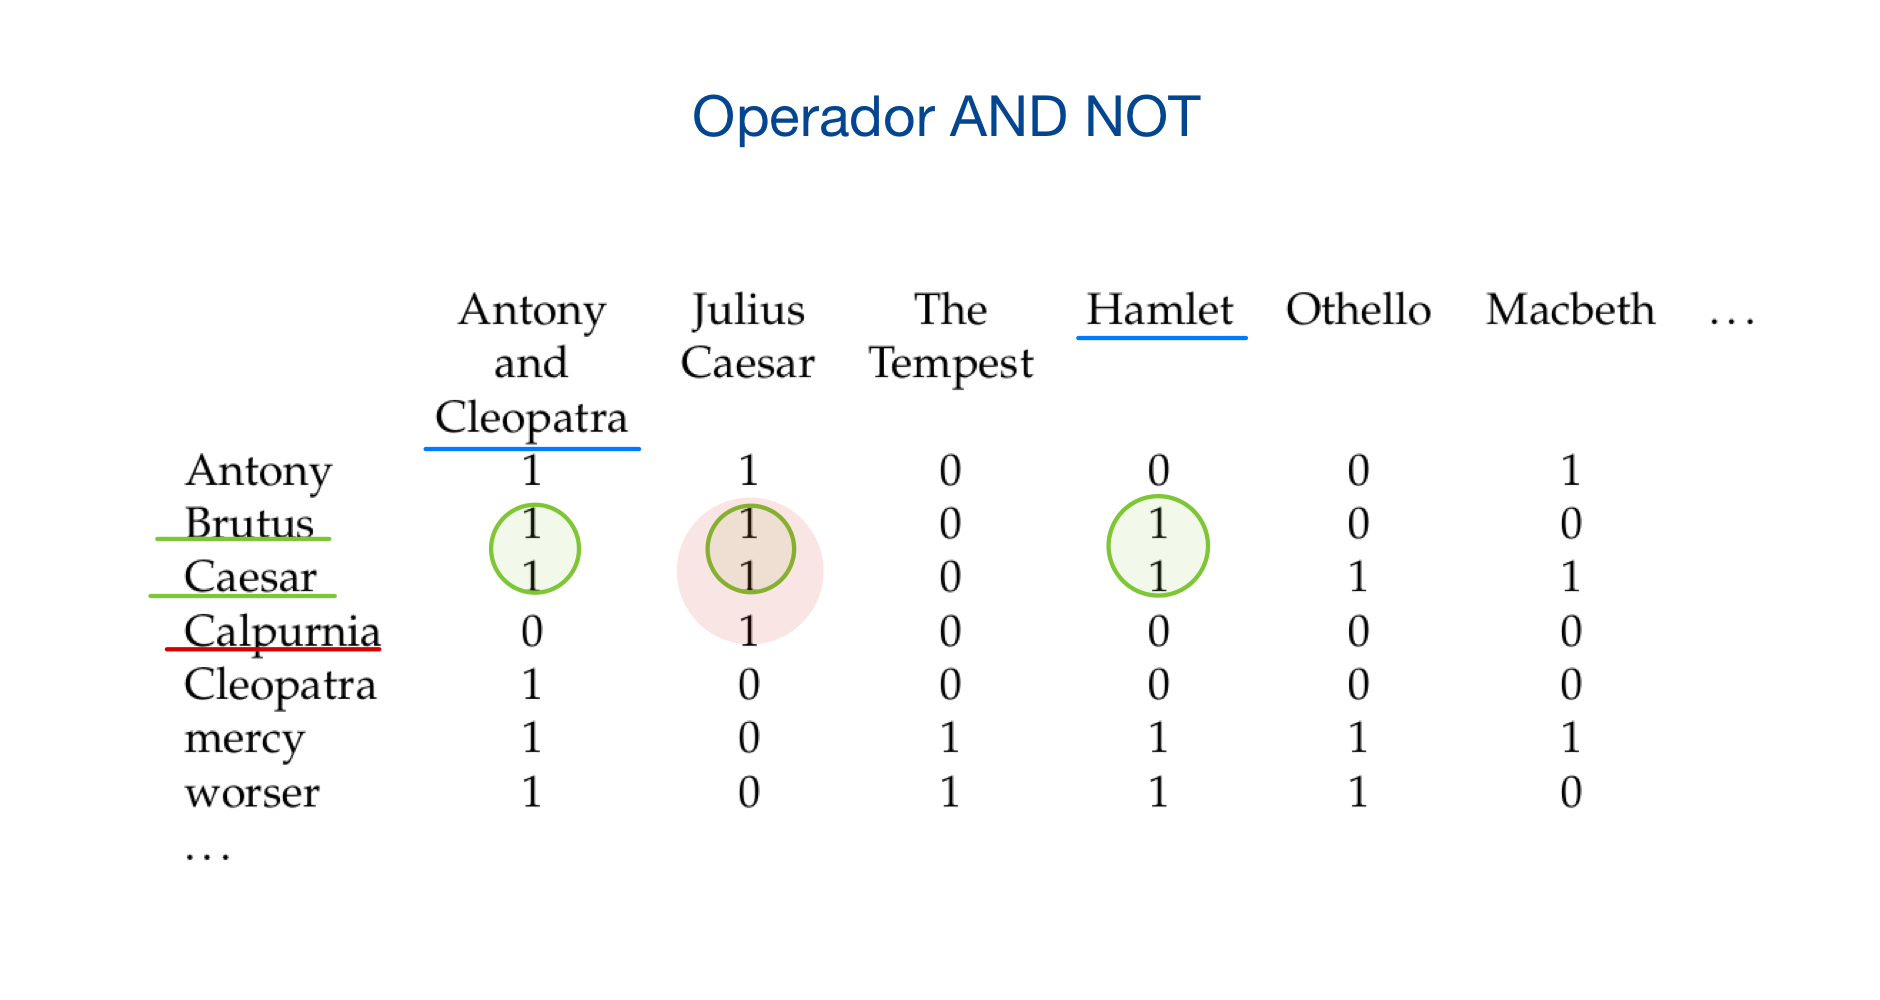 Operador AND NOT
Antony Julius The Hamlet Othello Macbeth ...
and Caesar Tempest
Cleopatra
Antony 1 1 0 0 0 1
Brutus 1 1 0 1 0 0
Caesar 1 1 0 1 1 1
Calpurnia 0 1 0 0 0 0
Cleopatra 1 0 0 0 0 0
mercy 1 0 1 1 1 1
worser 1 0 1 1 1 0
...